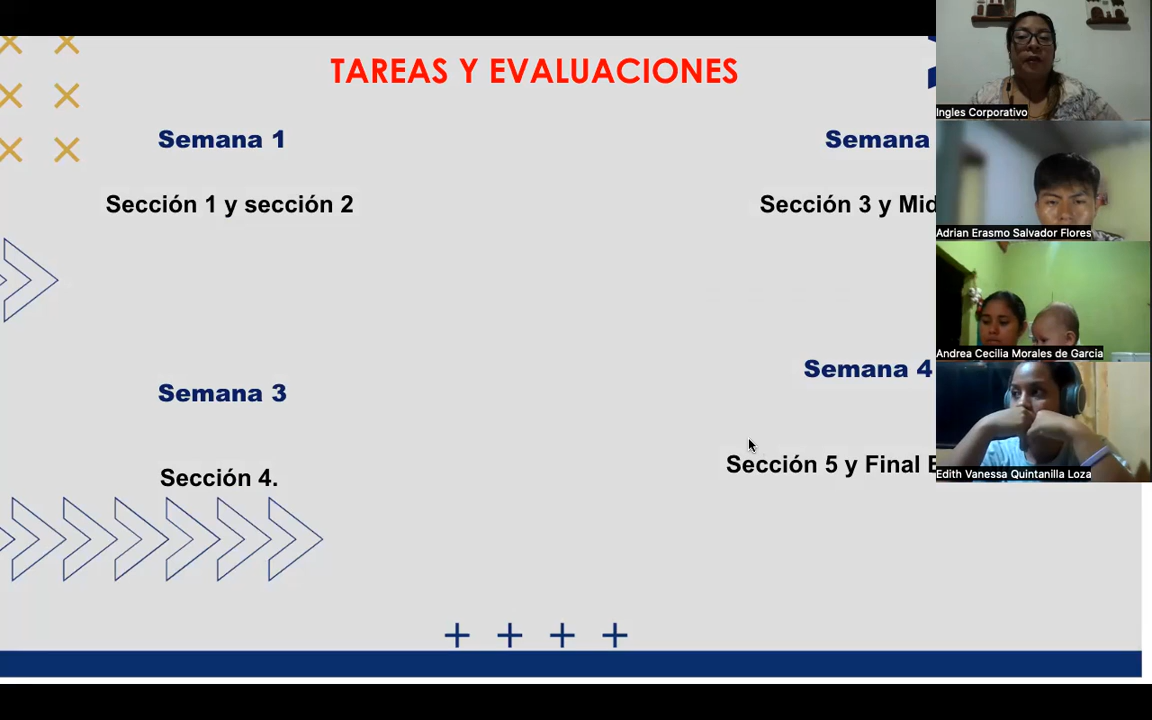 TAREAS Y EVALUACIONES
Semana 1
Semana
Sección 1 y sección 2
Sección 3 y Mid
Semana 3
Semana 4
Sección 4.
Sección 5 y Final
Ingles Corporativo
Adrian Erasmo Salvador Flores
Andrea Cecilia Morales de Garcia
Edith Vanessa Quintanilla Loza